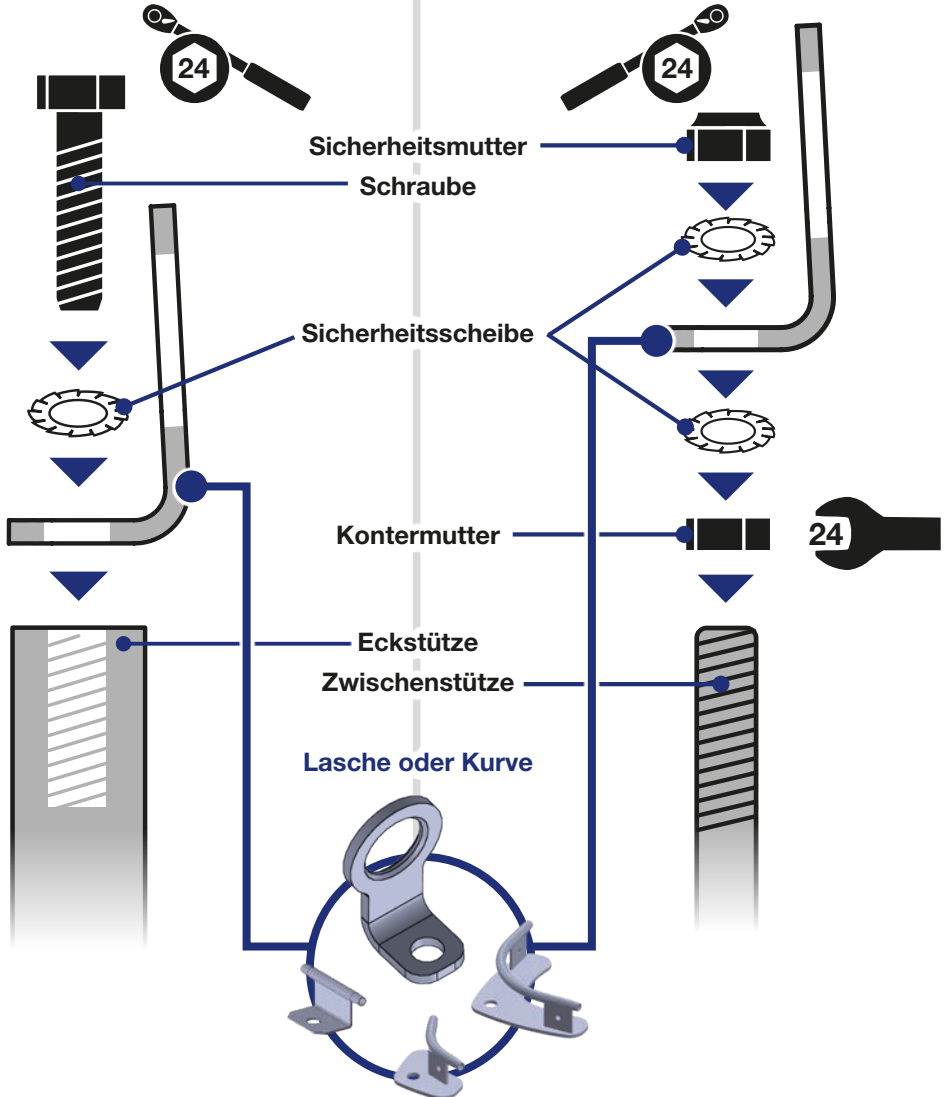 24
24
Sicherheitsmutter
Schraube
Sicherheitsscheibe
Kontermutter
24
Eckstütze
Zwischenstütze
Lasche oder Kurve